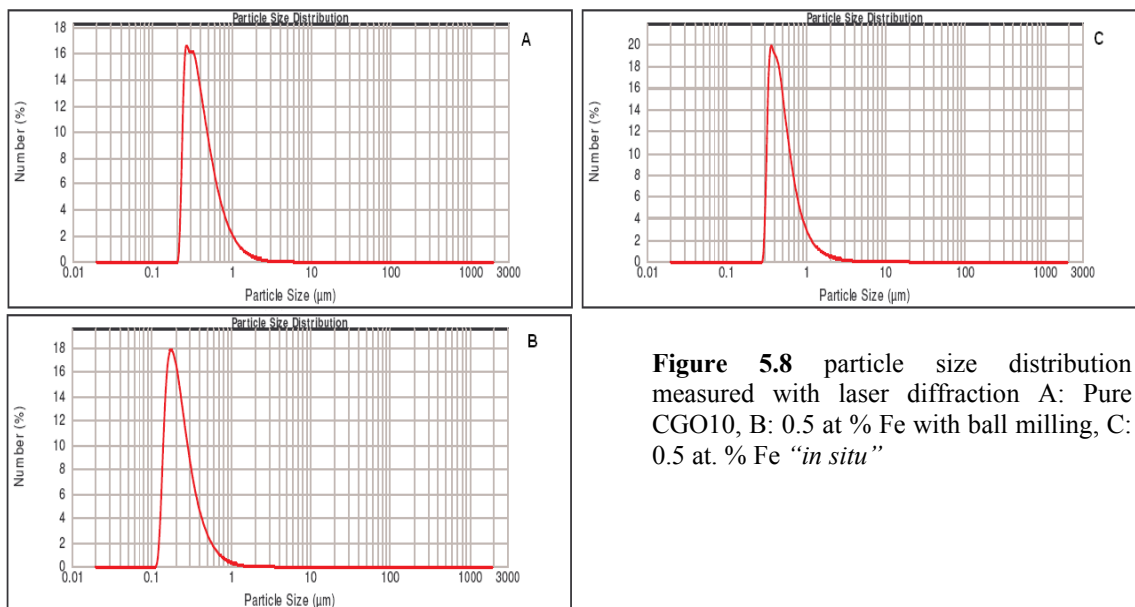 Particle Size Distribution
A
18
16
14
12
10
8
6
4
2
0
Number (%)
0.01 0.1 1 10 100 1000 3000
Particle Size (µm)
Particle Size Distribution
C
20
18
16
14
12
10
8
6
4
2
0
Number (%)
0.01 0.1 1 10 100 1000 3000
Particle Size (µm)
Particle Size Distribution
B
18
16
14
12
10
8
6
4
2
0
Number (%)
0.01 0.1 1 10 100 1000 3000
Particle Size (µm)
Figure 5.8 particle size distribution
measured with laser diffraction A: Pure
CGO10, B: 0.5 at % Fe with ball milling, C:
0.5 at. % Fe “in situ”